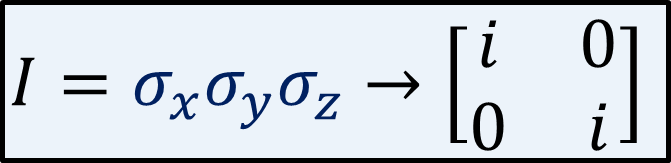 I = σ_x σ_y σ_z → [i 0
0 i]